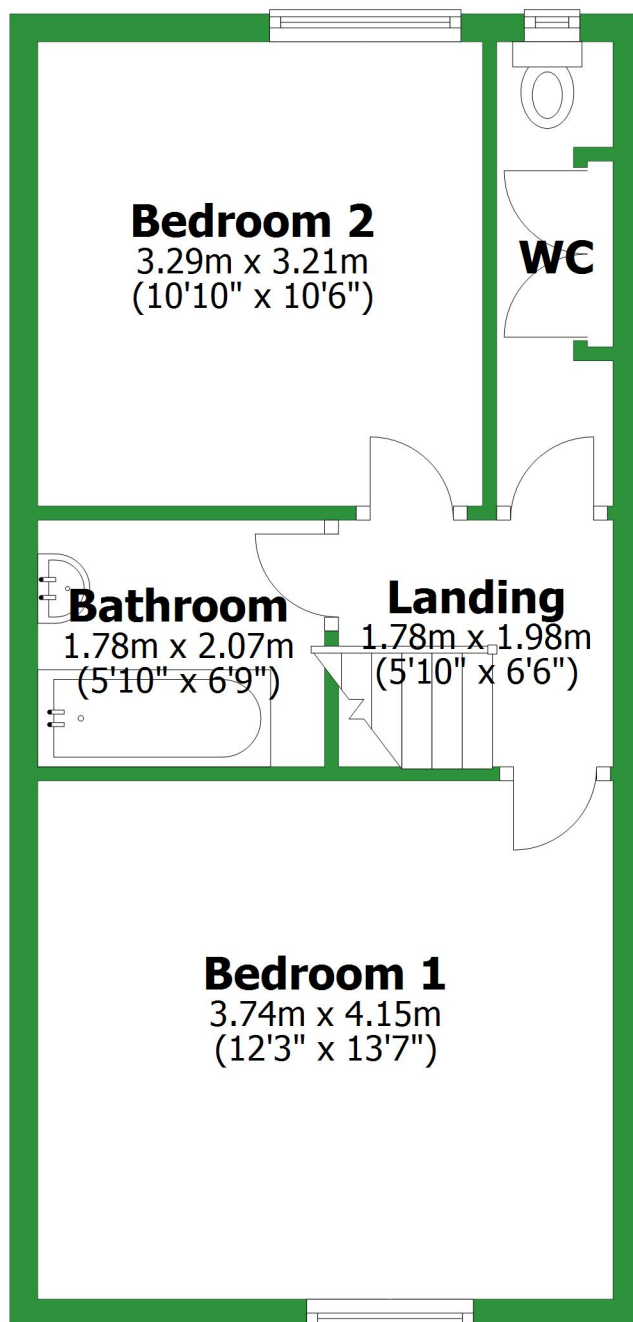 Bedroom 2
3.29m x 3.21m
(10'10" x 10'6")
WC
Bathroom
1.78m x 2.07m
(5'10" x 6'9")
Landing
1.78m x 1.98m
(5'10" x 6'6")
Bedroom 1
3.74m x 4.15m
(12'3" x 13'7")